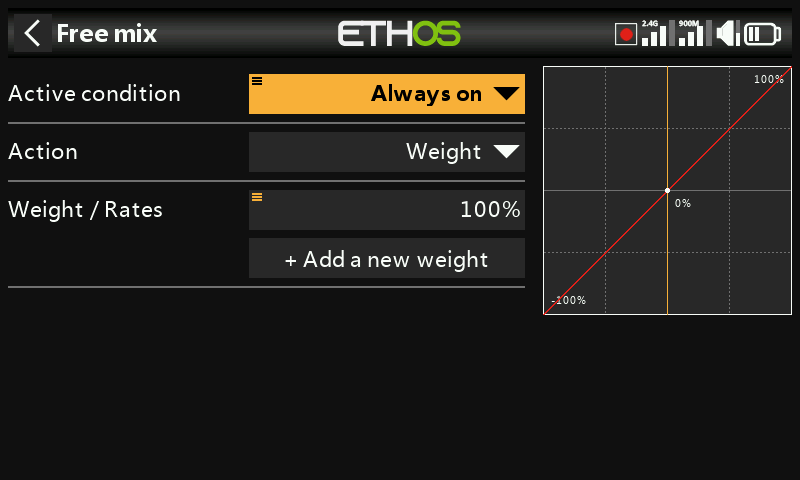 Free mix
ETHOS
2.4G
900M
Active condition
Always on
Action
Weight
Weight / Rates
100%
+ Add a new weight
100%
0%
-100%